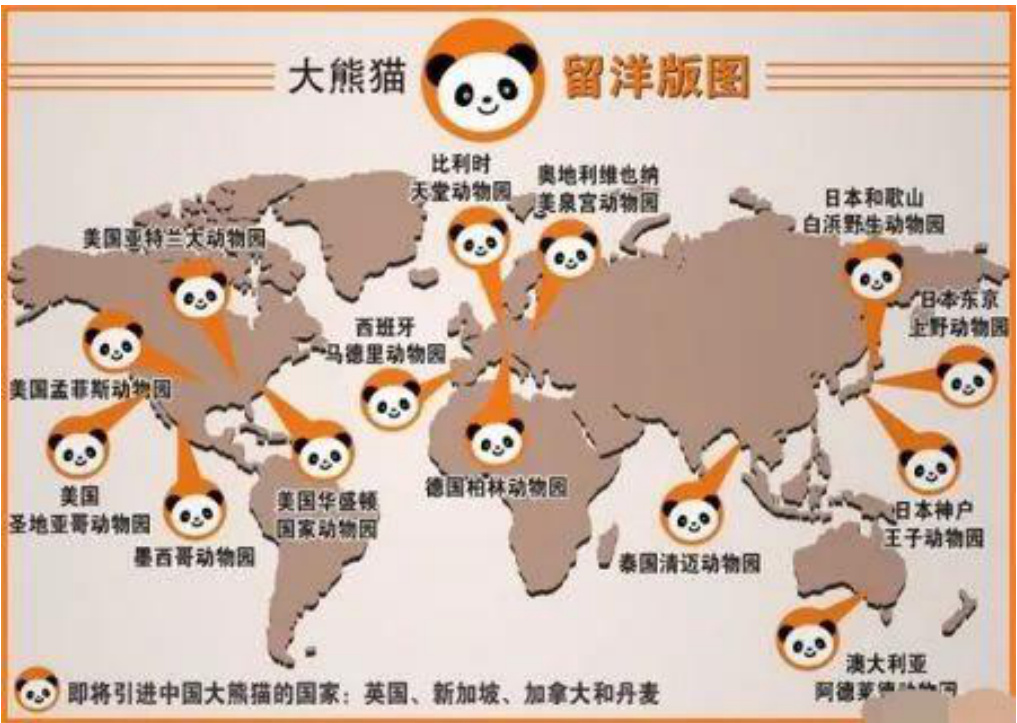 大熊猫 留洋版图
比利时
天堂动物园
奥地利维也纳
美泉宫动物园
日本和歌山
白浜野生动物园
美国亚特兰大动物园
日本东京
上野动物园
西班牙
马德里动物园
美国孟菲斯动物园
德国柏林动物园
美国
圣地亚哥动物园
美国华盛顿
国家动物园
墨西哥动物园
日本神户
王子动物园
泰国清迈动物园
澳大利亚
阿德莱德动物园
即将引进中国大熊猫的国家：英国、新加坡、加拿大和丹麦